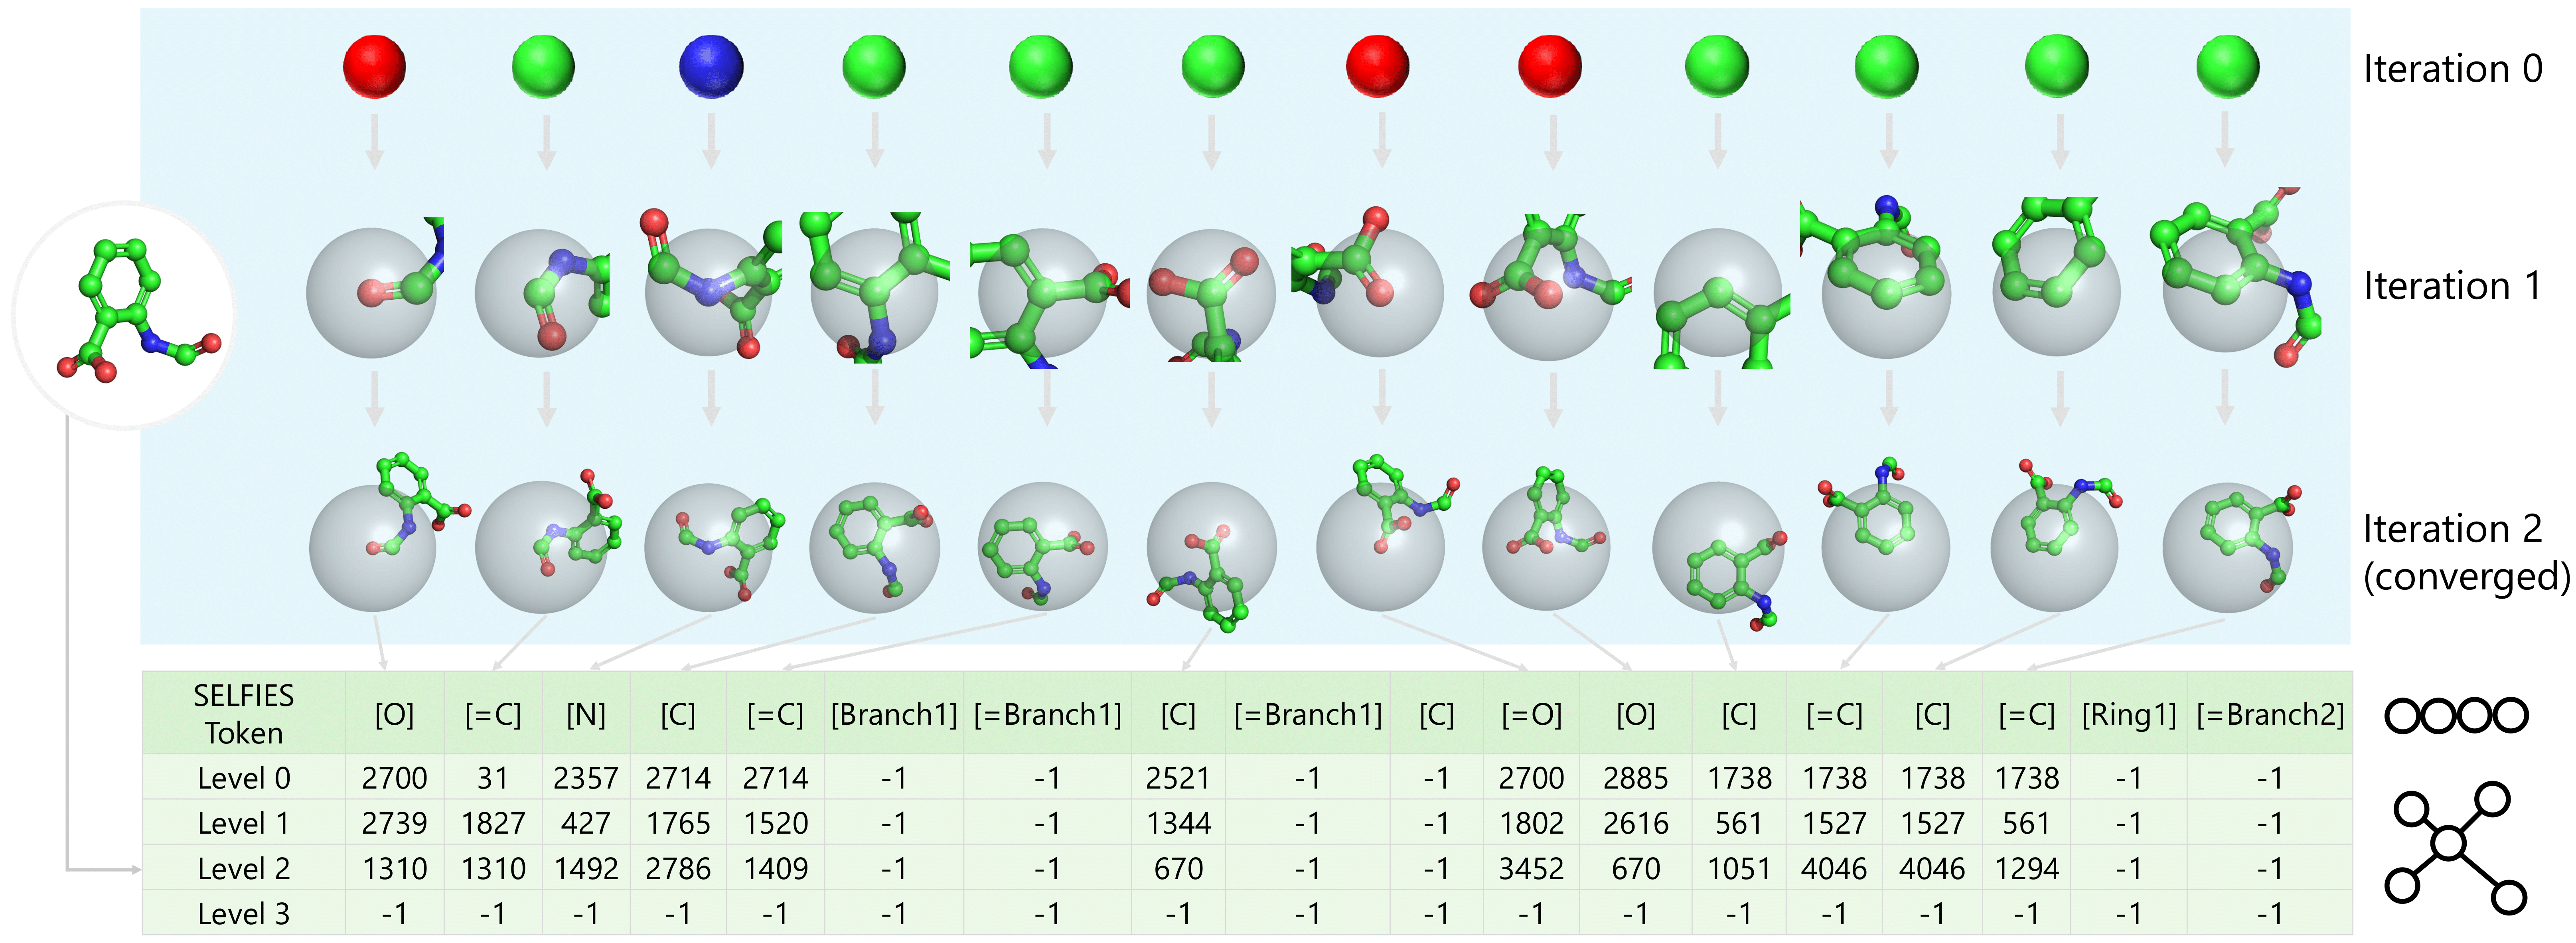 Iteration 0
Iteration 1
Iteration 2
(converged)
SELFIES
Token [O] [=C] [N] [C] [=C] [Branch1] [=Branch1] [C] [=Branch1] [C] [=O] [O] [C] [=C] [C] [=C] [Ring1] [=Branch2]
Level 0 2700 31 2357 2714 2714 -1 -1 2521 -1 -1 2700 2885 1738 1738 1738 1738 -1 -1
Level 1 2739 1827 427 1765 1520 -1 -1 1344 -1 -1 1802 2616 561 1527 1527 561 -1 -1
Level 2 1310 1310 1492 2786 1409 -1 -1 670 -1 -1 3452 670 1051 4046 4046 1294 -1 -1
Level 3 -1 -1 -1 -1 -1 -1 -1 -1 -1 -1 -1 -1 -1 -1 -1 -1 -1 -1